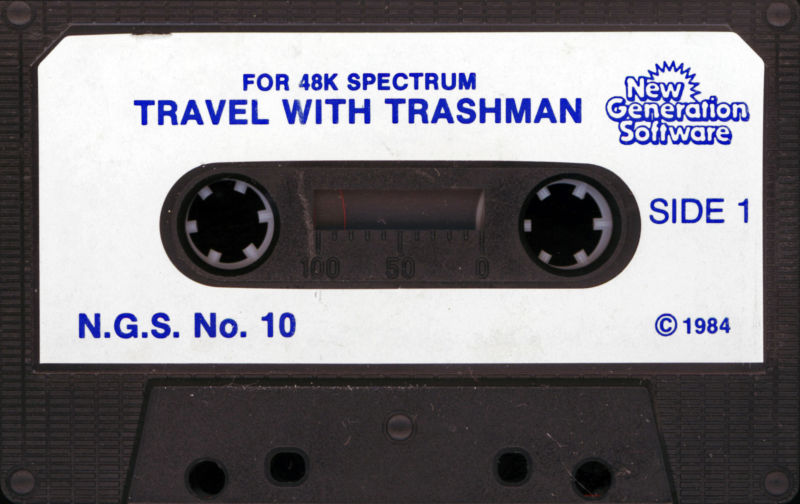 FOR 48K SPECTRUM
TRAVEL WITH TRASHMAN
New
Generation
Software
SIDE 1
100 50 0
N.G.S. No. 10
© 1984